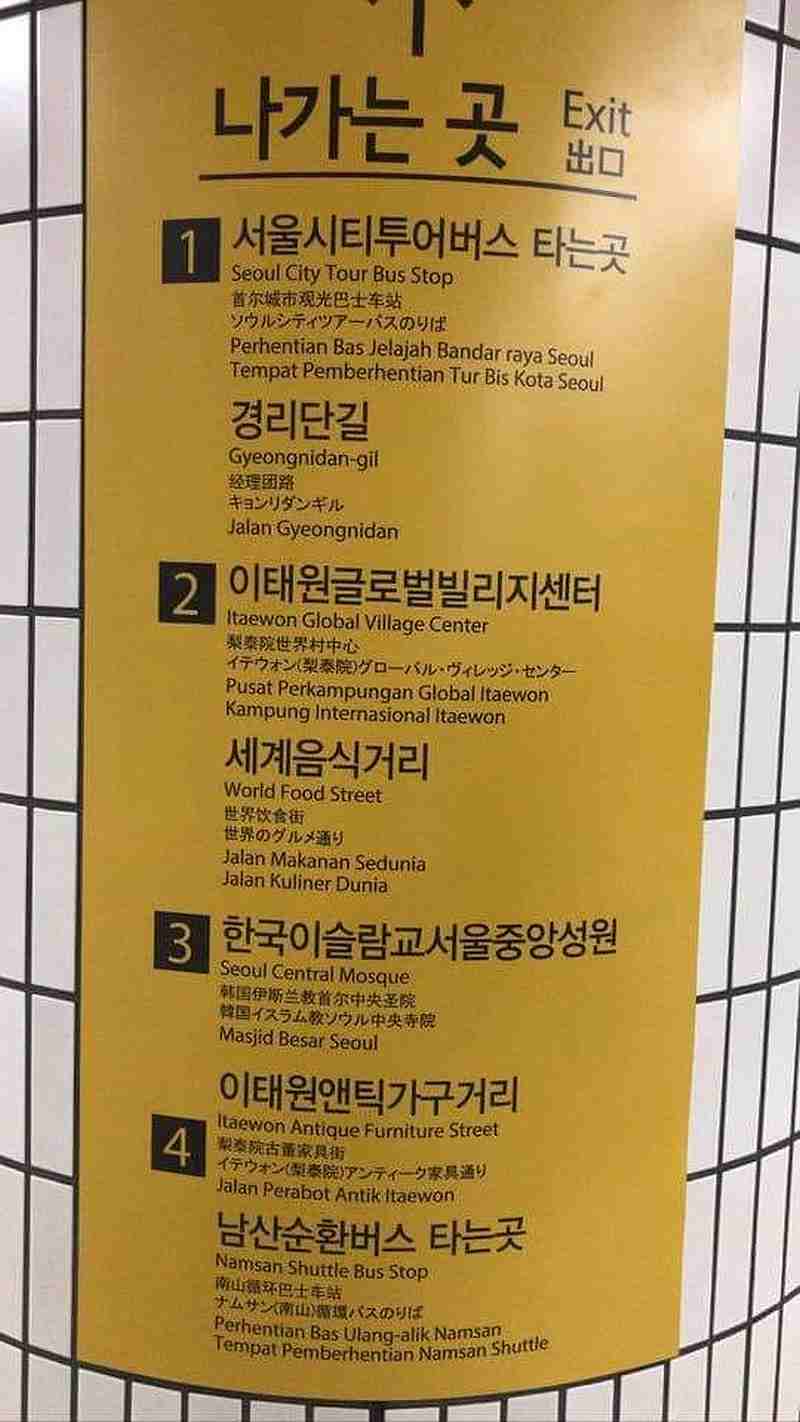 나가는 곳 Exit
出口
1 서울시티투어버스 타는곳
Seoul City Tour Bus Stop
首尔城市观光巴士车站
ソウルシティツアーバスのりば
Perhentian Bas Jelajah Bandar raya Seoul
Tempat Pemberhentian Tur Bis Kota Seoul
경리단길
Gyeongnidan-gil
经理团路
キョンリダンギル
Jalan Gyeongnidan
2 이태원글로벌빌리지센터
Itaewon Global Village Center
梨泰院世界村中心
イテウォン(梨泰院)グローバル・ヴィレッジ・センター
Pusat Perkampungan Global Itaewon
Kampung Internasional Itaewon
세계음식거리
World Food Street
世界饮食街
世界のグルメ通り
Jalan Makanan Sedunia
Jalan Kuliner Dunia
3 한국이슬람교서울중앙성원
Seoul Central Mosque
韩国伊斯兰教首尔中央圣院
韓国イスラム教ソウル中央寺院
Masjid Besar Seoul
4 이태원앤틱가구거리
Itaewon Antique Furniture Street
梨泰院古董家具街
イテウォン(梨泰院)アンティーク家具通り
Jalan Perabot Antik Itaewon
남산순환버스 타는곳
Namsan Shuttle Bus Stop
南山循环巴士车站
ナムサン(南山)循環バスのりば
Perhentian Bas Ulang-alik Namsan
Tempat Pemberhentian Namsan Shuttle